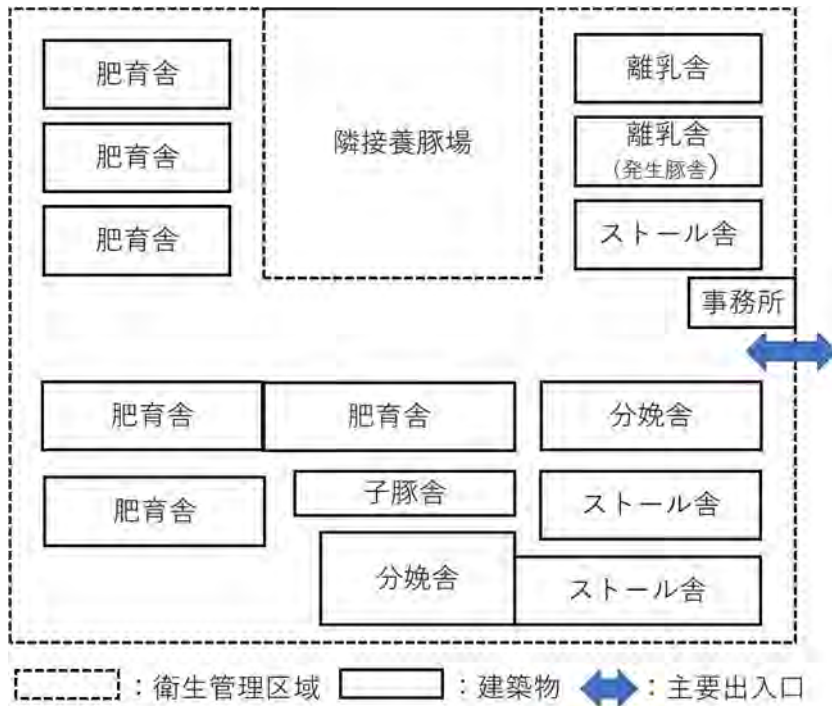 肥育舎
肥育舎
肥育舎
隣接養豚場
離乳舎
離乳舎
(発生豚舎)
ストール舎
事務所
肥育舎
肥育舎
分娩舎
肥育舎
子豚舎
ストール舎
分娩舎
ストール舎
：衛生管理区域 ：建築物 ：主要出入口